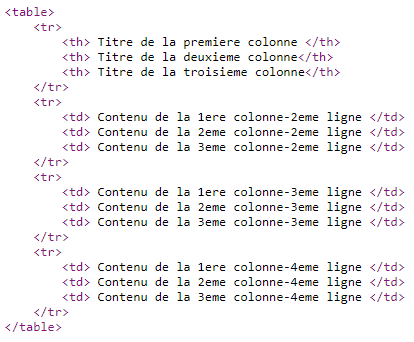 <table>
    <tr>
        <th> Titre de la premiere colonne </th>
        <th> Titre de la deuxieme colonne</th>
        <th> Titre de la troisieme colonne</th>
    </tr>
    <tr>
        <td> Contenu de la 1ere colonne-2eme ligne </td>
        <td> Contenu de la 2eme colonne-2eme ligne </td>
        <td> Contenu de la 3eme colonne-2eme ligne </td>
    </tr>
    <tr>
        <td> Contenu de la 1ere colonne-3eme ligne </td>
        <td> Contenu de la 2eme colonne-3eme ligne </td>
        <td> Contenu de la 3eme colonne-3eme ligne </td>
    </tr>
    <tr>
        <td> Contenu de la 1ere colonne-4eme ligne </td>
        <td> Contenu de la 2eme colonne-4eme ligne </td>
        <td> Contenu de la 3eme colonne-4eme ligne </td>
    </tr>
</table>